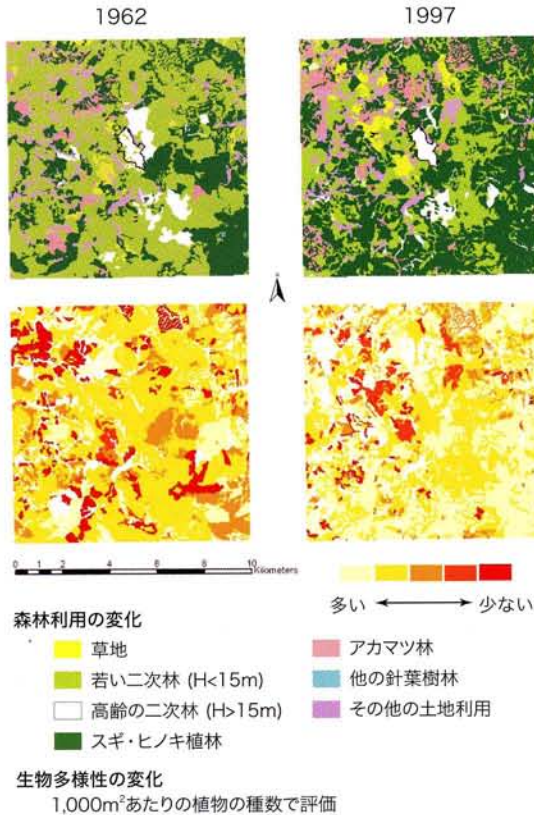 1962
1997
0 1 2 4 6 8 10
Kilometers
多い ←→ 少ない
森林利用の変化
草地
若い二次林 (H<15m)
高齢の二次林 (H>15m)
スギ・ヒノキ植林
アカマツ林
他の針葉樹林
その他の土地利用
生物多様性の変化
1,000m²あたりの植物の種数で評価